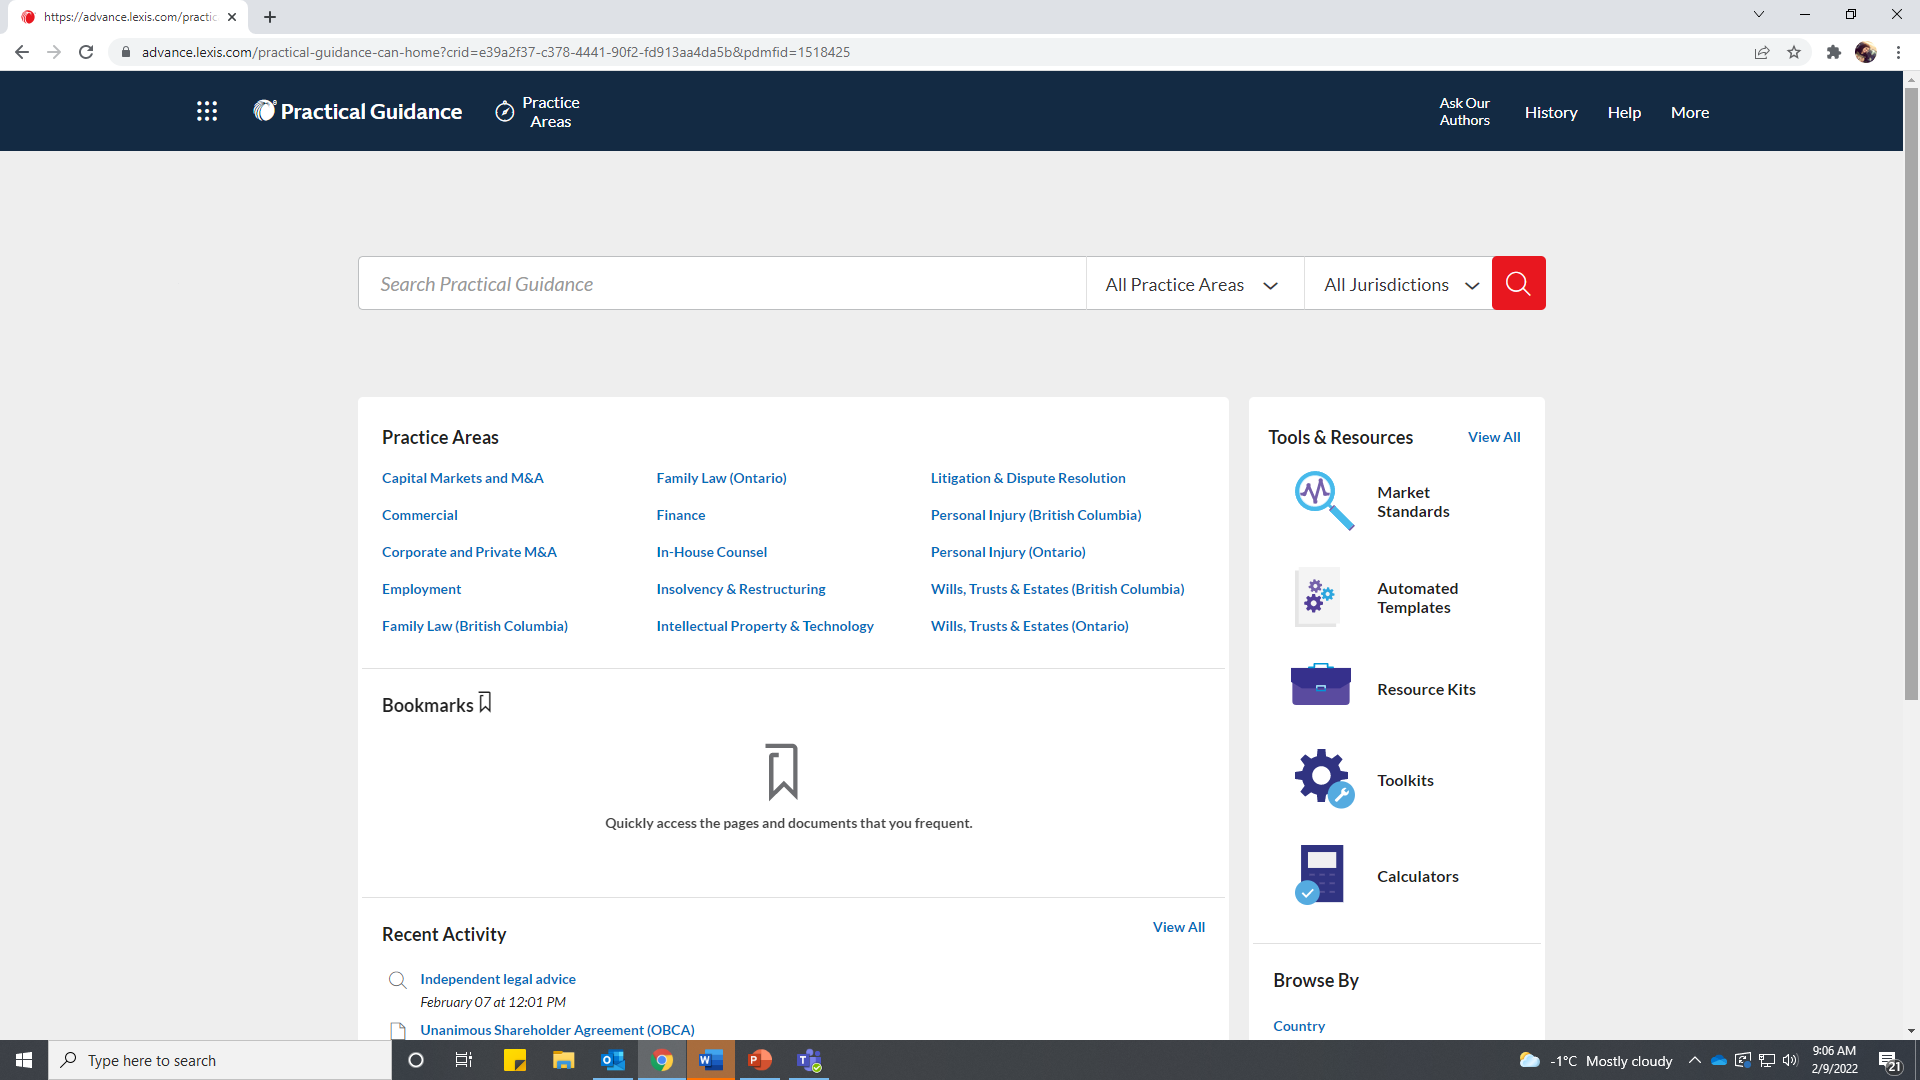 https://advance.lexis.com/practic
advance.lexis.com/practical-guidance-can-home?crid=e39a2f37-c378-4441-90f2-fd913aa4da5b&pdmfid=1518425
Practical Guidance
Practice
Areas
Ask Our
Authors
History
Help
More
Search Practical Guidance
All Practice Areas
All Jurisdictions
Practice Areas
Capital Markets and M&A
Commercial
Corporate and Private M&A
Employment
Family Law (British Columbia)
Family Law (Ontario)
Finance
In-House Counsel
Insolvency & Restructuring
Intellectual Property & Technology
Litigation & Dispute Resolution
Personal Injury (British Columbia)
Personal Injury (Ontario)
Wills, Trusts & Estates (British Columbia)
Wills, Trusts & Estates (Ontario)
Bookmarks
Quickly access the pages and documents that you frequent.
Recent Activity
View All
Independent legal advice
February 07 at 12:01 PM
Unanimous Shareholder Agreement (OBCA)
Tools & Resources
View All
Market
Standards
Automated
Templates
Resource Kits
Toolkits
Calculators
Browse By
Country
Type here to search
-1°C Mostly cloudy
9:06 AM
2/9/2022
21